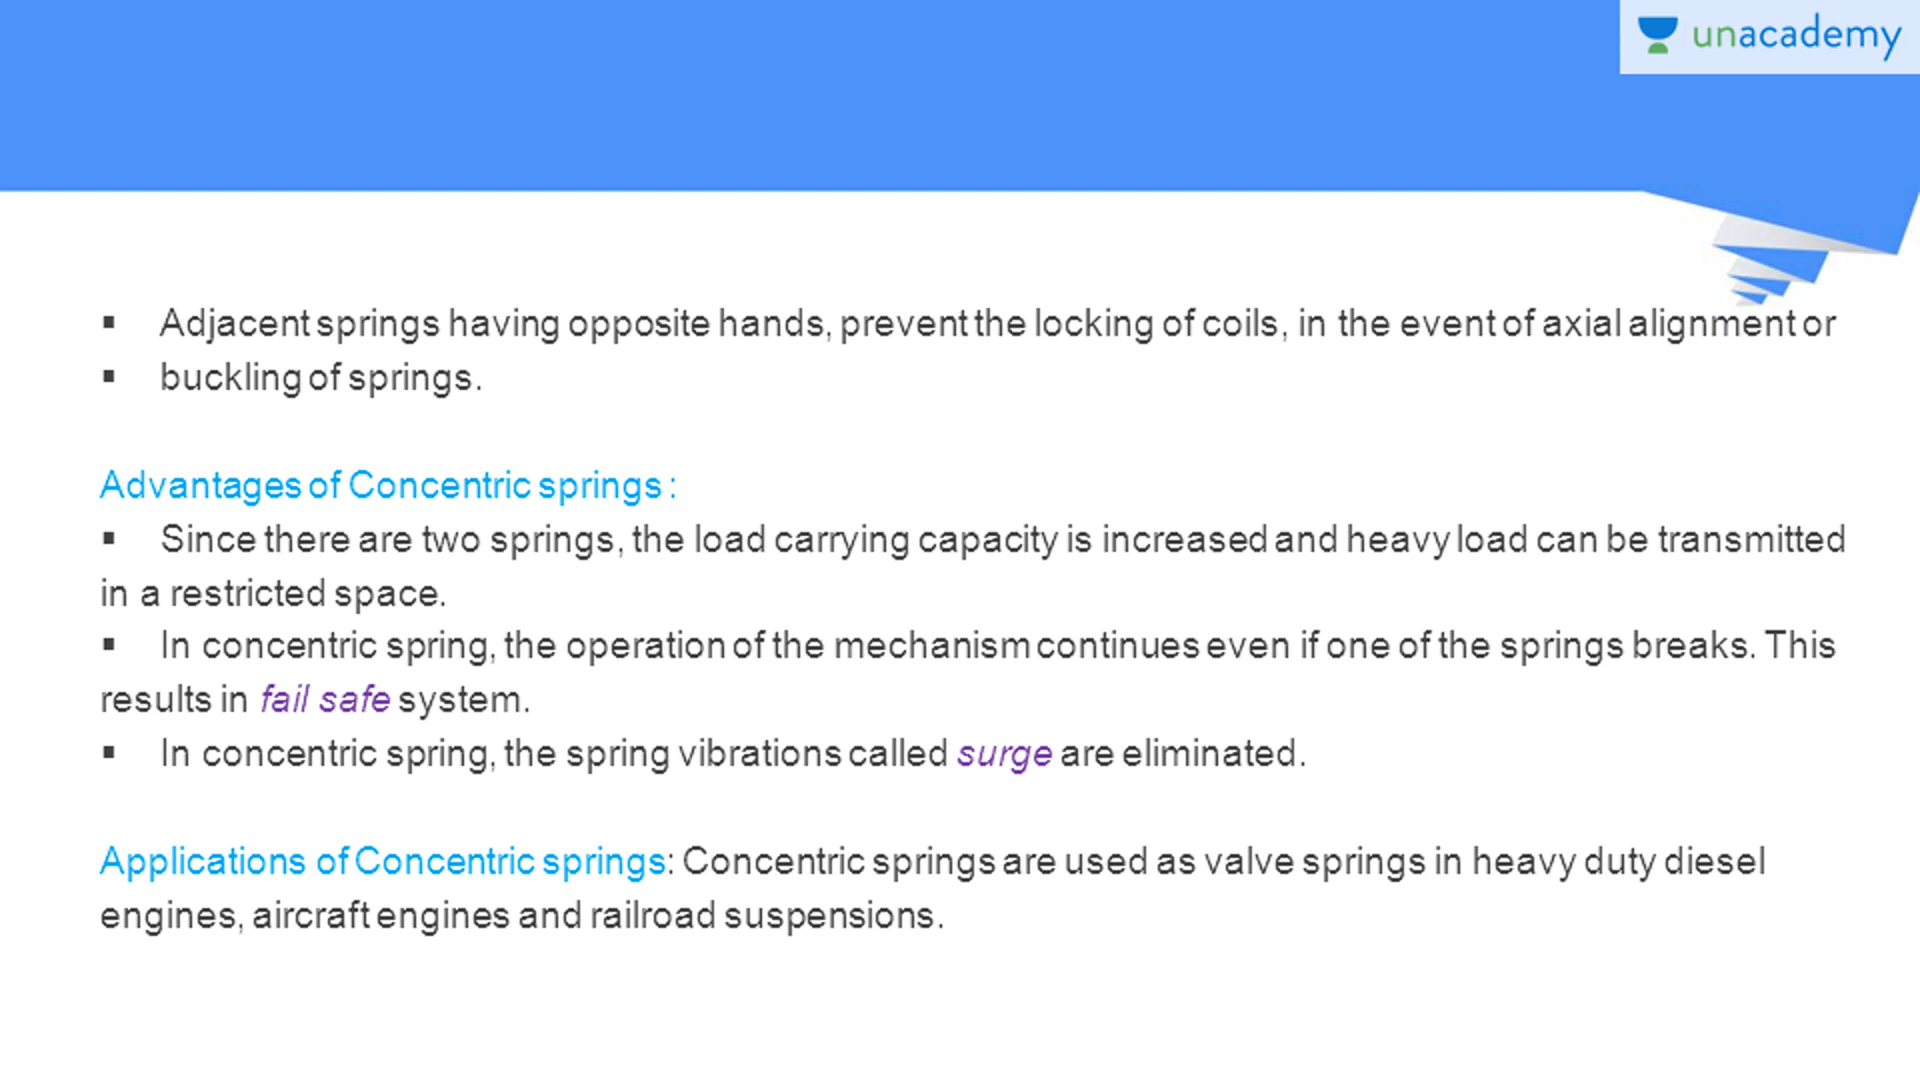 unacademy
▪ Adjacent springs having opposite hands, prevent the locking of coils, in the event of axial alignment or
▪ buckling of springs.
Advantages of Concentric springs :
▪ Since there are two springs, the load carrying capacity is increased and heavy load can be transmitted
in a restricted space.
▪ In concentric spring, the operation of the mechanism continues even if one of the springs breaks. This
results in fail safe system.
▪ In concentric spring, the spring vibrations called surge are eliminated.
Applications of Concentric springs: Concentric springs are used as valve springs in heavy duty diesel
engines, aircraft engines and railroad suspensions.